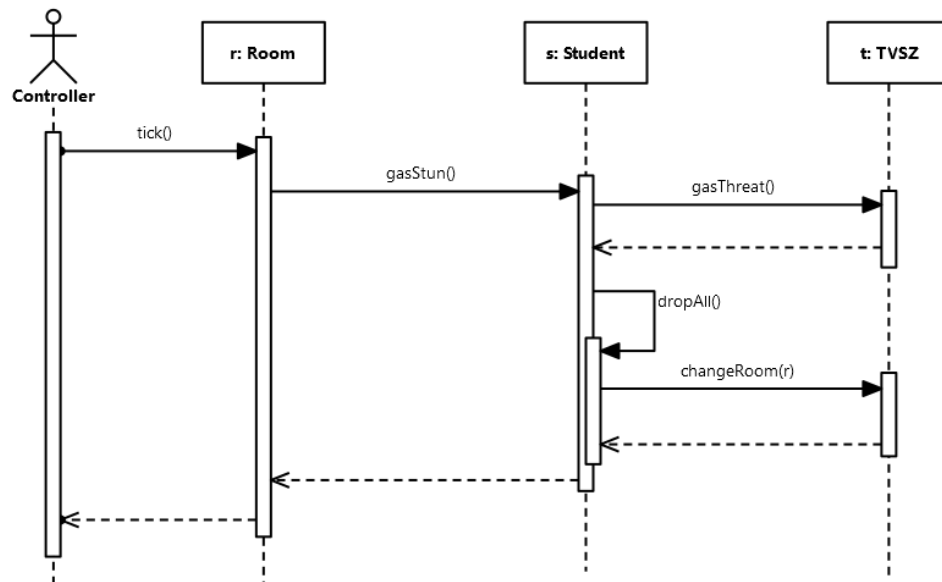 r: Room
s: Student
t: TVSZ
Controller
tick()
gasStun()
gasThreat()
dropAll()
changeRoom(r)